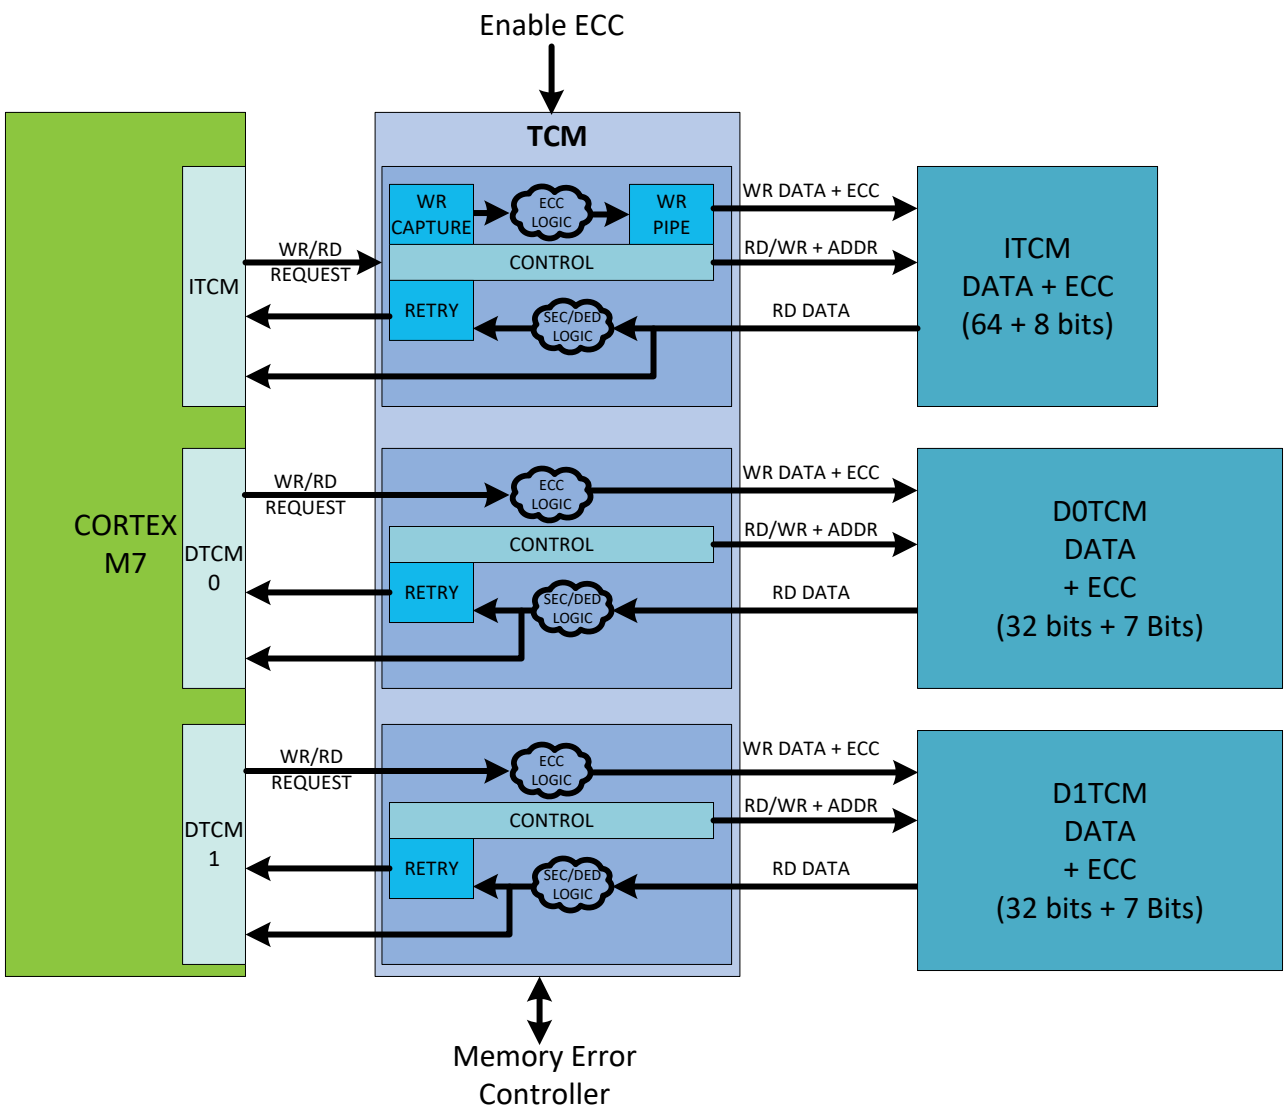 Enable ECC
TCM
CORTEX
M7
ITCM
WR/RD
REQUEST
WR
CAPTURE
ECC
LOGIC
WR
PIPE
CONTROL
RETRY
SEC/DED
LOGIC
WR DATA + ECC
RD/WR + ADDR
RD DATA
ITCM
DATA + ECC
(64 + 8 bits)
DTCM
0
WR/RD
REQUEST
ECC
LOGIC
CONTROL
RETRY
SEC/DED
LOGIC
WR DATA + ECC
RD/WR + ADDR
RD DATA
D0TCM
DATA
+ ECC
(32 bits + 7 Bits)
DTCM
1
WR/RD
REQUEST
ECC
LOGIC
CONTROL
RETRY
SEC/DED
LOGIC
WR DATA + ECC
RD/WR + ADDR
RD DATA
D1TCM
DATA
+ ECC
(32 bits + 7 Bits)
Memory Error
Controller